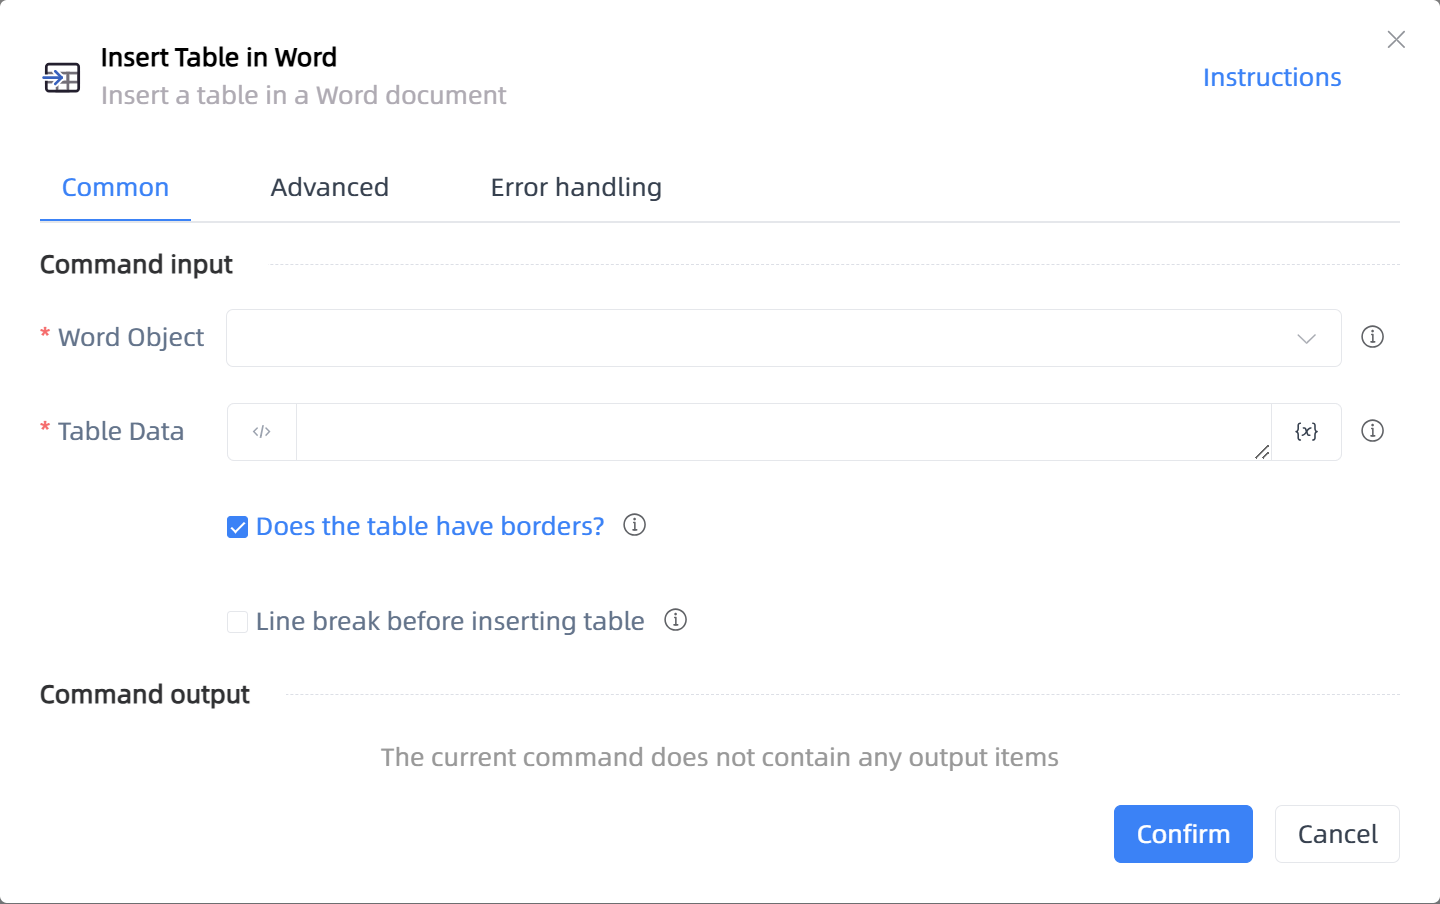 Insert Table in Word
Insert a table in a Word document
Instructions
Common
Advanced
Error handling
Command input
* Word Object
* Table Data
</>
{x}
Does the table have borders?
Line break before inserting table
Command output
The current command does not contain any output items
Confirm
Cancel